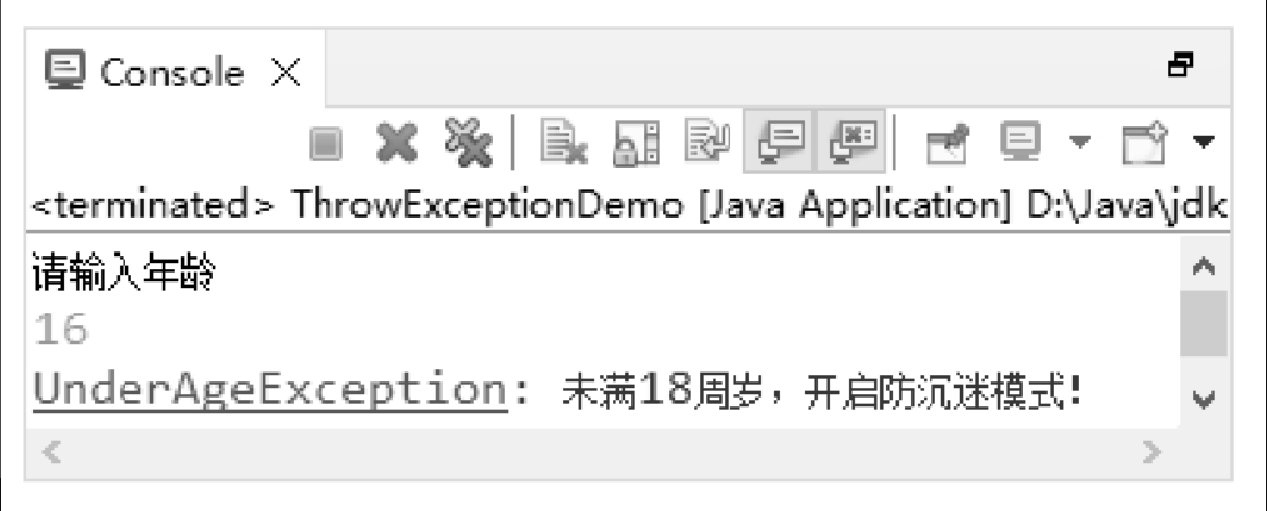 Console
<terminated> ThrowExceptionDemo [Java Application] D:\Java\jdk
请输入年龄
16
UnderAgeException: 未满18周岁，开启防沉迷模式!